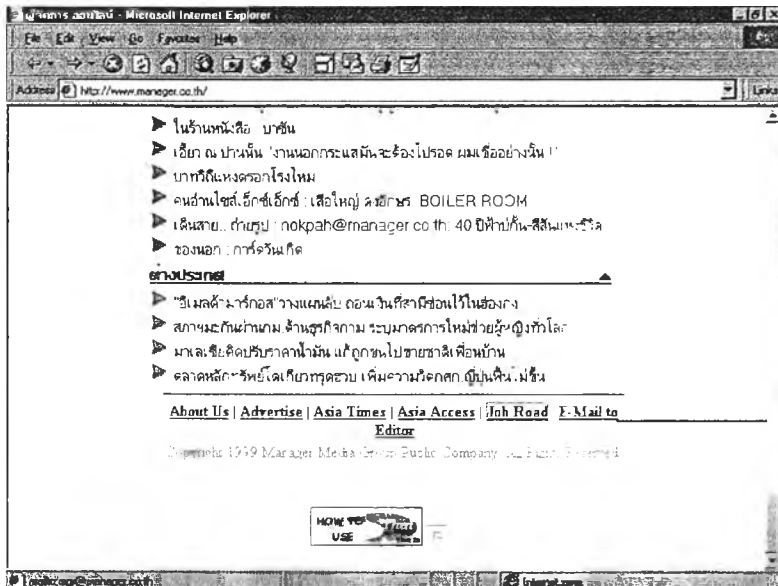 ผู้จัดการ ออนไลน์ - Microsoft Internet Explorer
File Edit View Go Favorites Help
Address http://www.manager.co.th/ Links
ในร้านหนังสือ บาซัน
เอี้ยว ณ ปานนั้น "งานนอกกระแสมันจะต้องไปรอด ผมเชื่ออย่างนั้น !"
บาทวิถีแห่งตรอกโรงไหม
คนอ่านไซส์เอ็กซ์เอ็กซ์ : เสือใหญ่ BOILER ROOM
เดินสาย.. ถ่ายรูป : nokpah@manager.co.th: 40 ปีฟ้าบ่กั้น-สีสันแห่งชีวิต
ของนอก : การ์ดวันเกิด
ต่างประเทศ
"อีเมลด้า มาร์กอส"วางแผนลับ ถอนเงินที่สามีซ่อนไว้ในฮ่องกง
สภาฯมะกันผ่านกม.ต้านธุรกิจกาม ระบุมาตรการใหม่ช่วยผู้หญิงทั่วโลก
มาเลเซียคิดปรับราคาน้ำมัน แก้ถูกขนไปขายชาติเพื่อนบ้าน
ตลาดหลักทรัพย์โตเกียวทรุดฮวบ เพิ่มความวิตกศก.ญี่ปุ่นฟื้นไม่ขึ้น
About Us | Advertise | Asia Times | Asia Access | Job Road E-Mail to
Editor
Copyright 1999 Manager Media Group Public Company. All Rights Reserved
HOW TO
USE